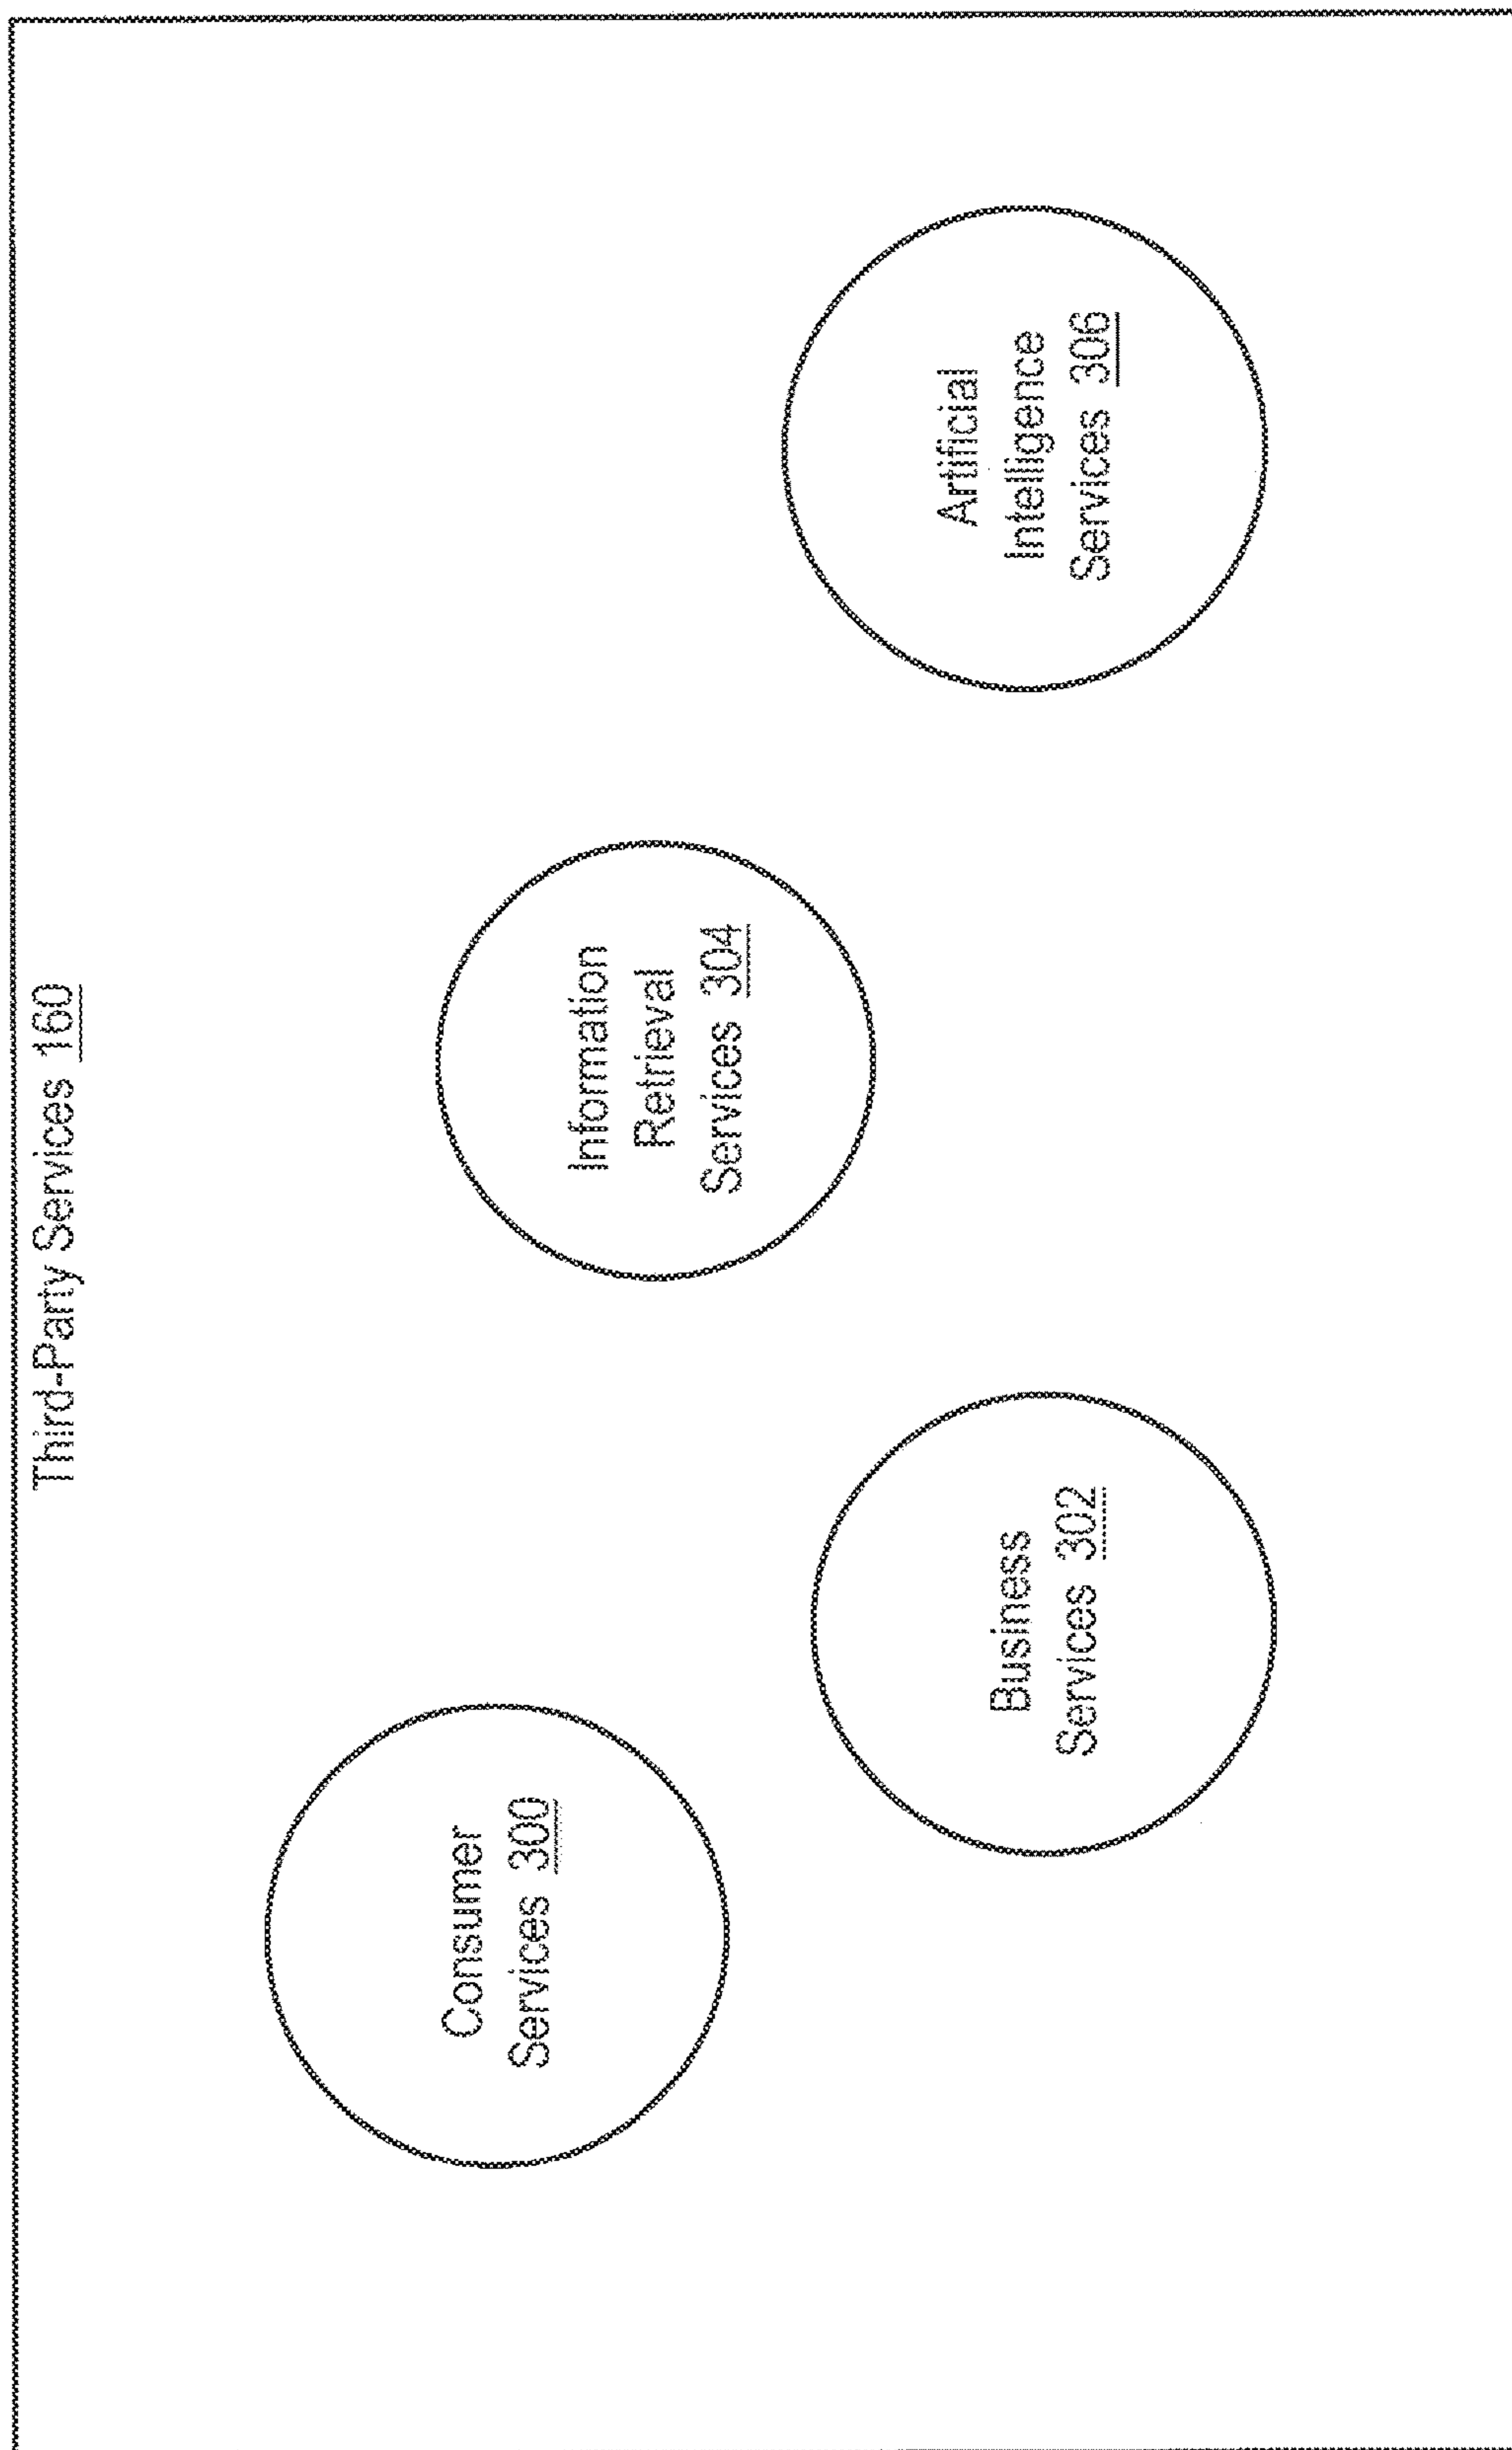 Third-Party Services 160
Consumer
Services 300
Business
Services 302
Information
Retrieval
Services 304
Artificial
Intelligence
Services 306